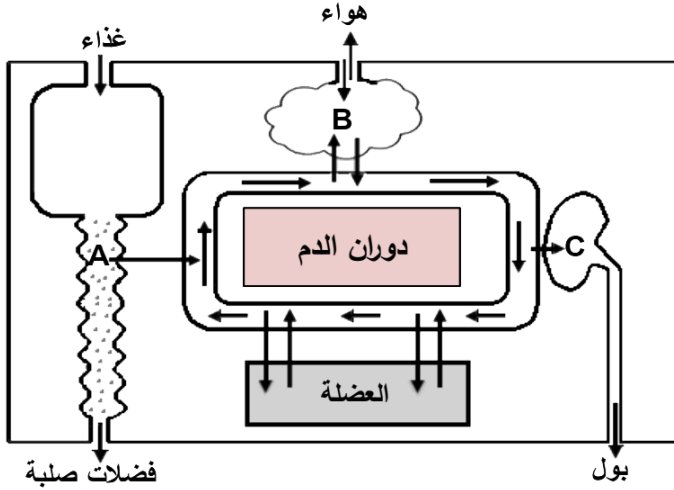 هواء
غذاء
B
A
دوران الدم
C
العضلة
فضلات صلبة
بول